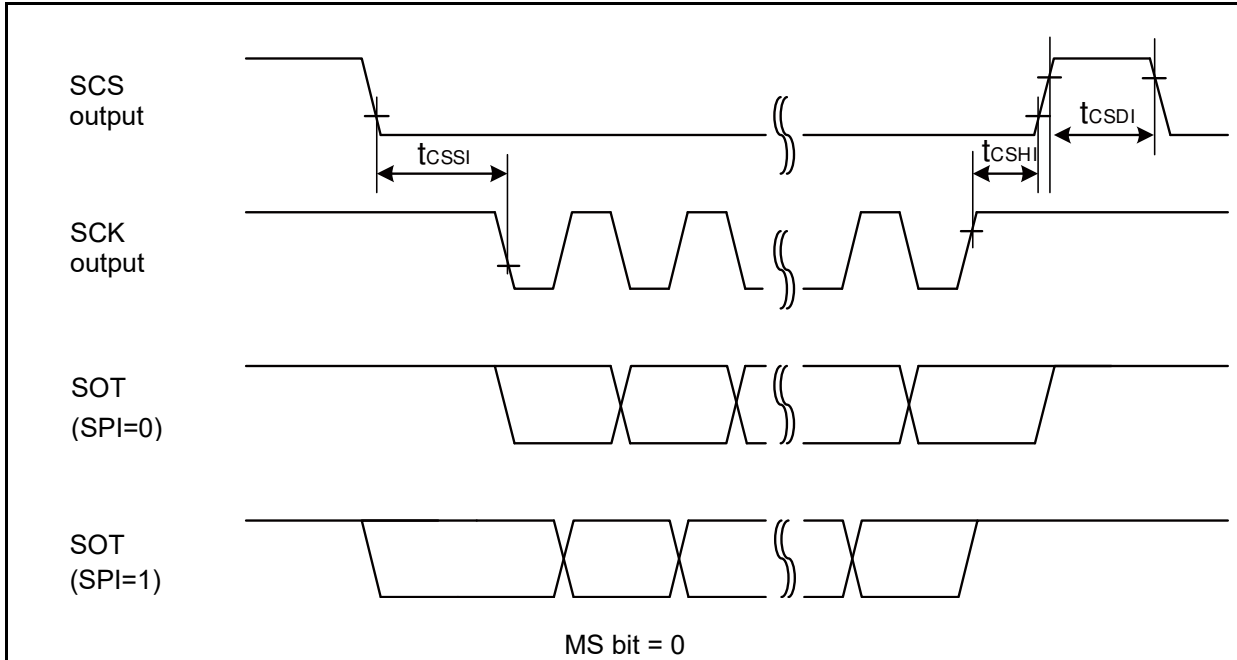 SCS
output
tCSSI
tCSHI
tCSDI
SCK
output
SOT
(SPI=0)
SOT
(SPI=1)
MS bit = 0